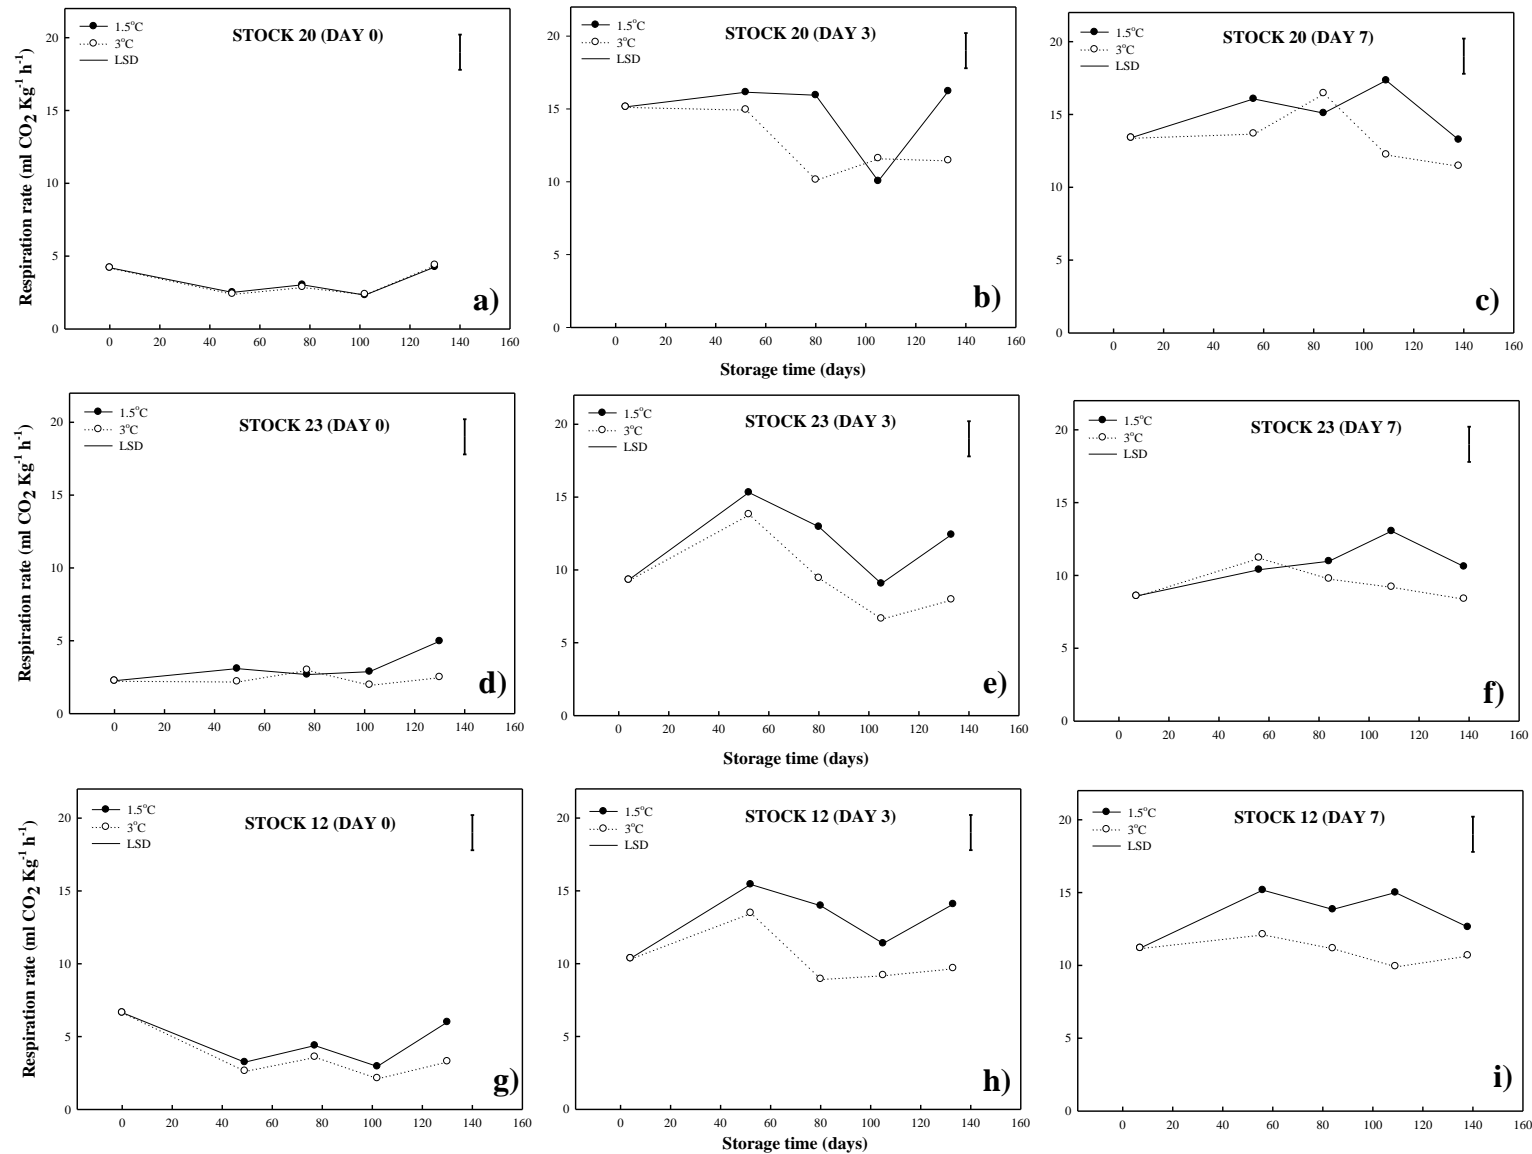 STOCK 20 (DAY 0)
1.5°C
3°C
LSD
Respiration rate (ml CO2 Kg-1 h-1)
20
15
10
5
0
0 20 40 60 80 100 120 140 160
a)
STOCK 20 (DAY 3)
1.5°C
3°C
LSD
20
15
10
5
0
0 20 40 60 80 100 120 140 160
Storage time (days)
b)
STOCK 20 (DAY 7)
1.5°C
3°C
LSD
20
15
10
5
0
0 20 40 60 80 100 120 140 160
c)
STOCK 23 (DAY 0)
1.5°C
3°C
LSD
Respiration rate (ml CO2 Kg-1 h-1)
20
15
10
5
0
0 20 40 60 80 100 120 140 160
d)
STOCK 23 (DAY 3)
1.5°C
3°C
LSD
20
15
10
5
0
0 20 40 60 80 100 120 140 160
Storage time (days)
e)
STOCK 23 (DAY 7)
1.5°C
3°C
LSD
20
15
10
5
0
0 20 40 60 80 100 120 140 160
f)
STOCK 12 (DAY 0)
1.5°C
3°C
LSD
Respiration rate (ml CO2 Kg-1 h-1)
20
15
10
5
0
0 20 40 60 80 100 120 140 160
g)
STOCK 12 (DAY 3)
1.5°C
3°C
LSD
20
15
10
5
0
0 20 40 60 80 100 120 140 160
Storage time (days)
h)
STOCK 12 (DAY 7)
1.5°C
3°C
LSD
20
15
10
5
0
0 20 40 60 80 100 120 140 160
i)